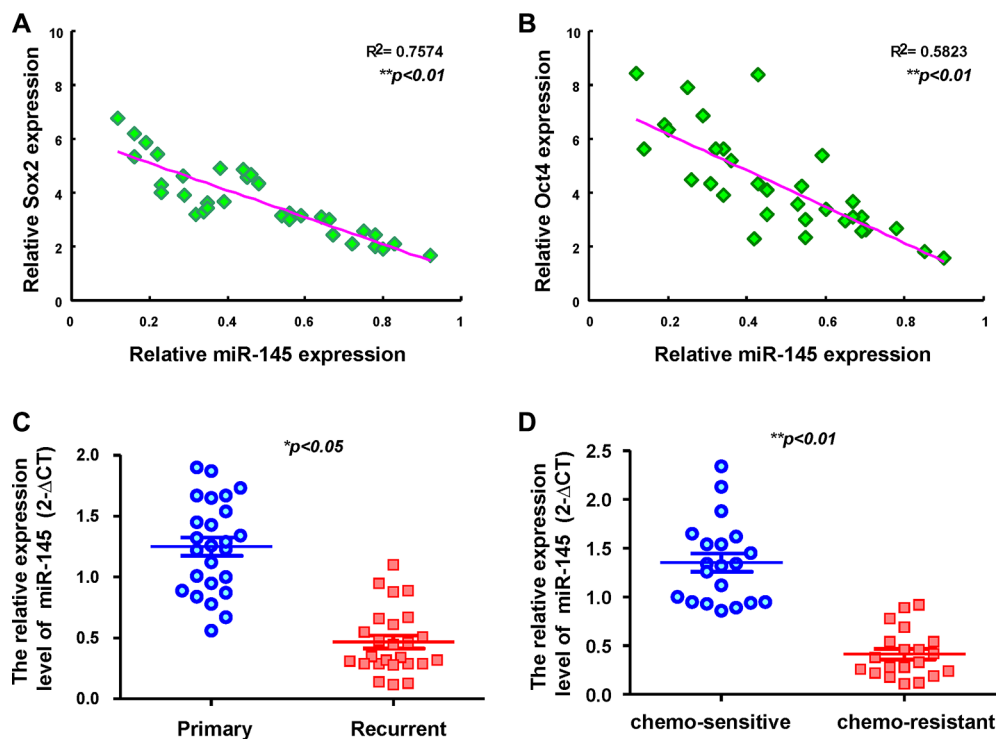 A
R²= 0.7574
**p<0.01
Relative Sox2 expression
10
8
6
4
2
0
0
0.2
0.4
0.6
0.8
1
Relative miR-145 expression
B
R²= 0.5823
**p<0.01
Relative Oct4 expression
10
8
6
4
2
0
0
0.2
0.4
0.6
0.8
1
Relative miR-145 expression
C
*p<0.05
The relative expression
level of miR-145 (2-ΔCT)
2.0
1.5
1.0
0.5
0.0
Primary
Recurrent
D
**p<0.01
The relative expression
level of miR-145 (2-ΔCT)
2.5
2.0
1.5
1.0
0.5
0.0
chemo-sensitive
chemo-resistant